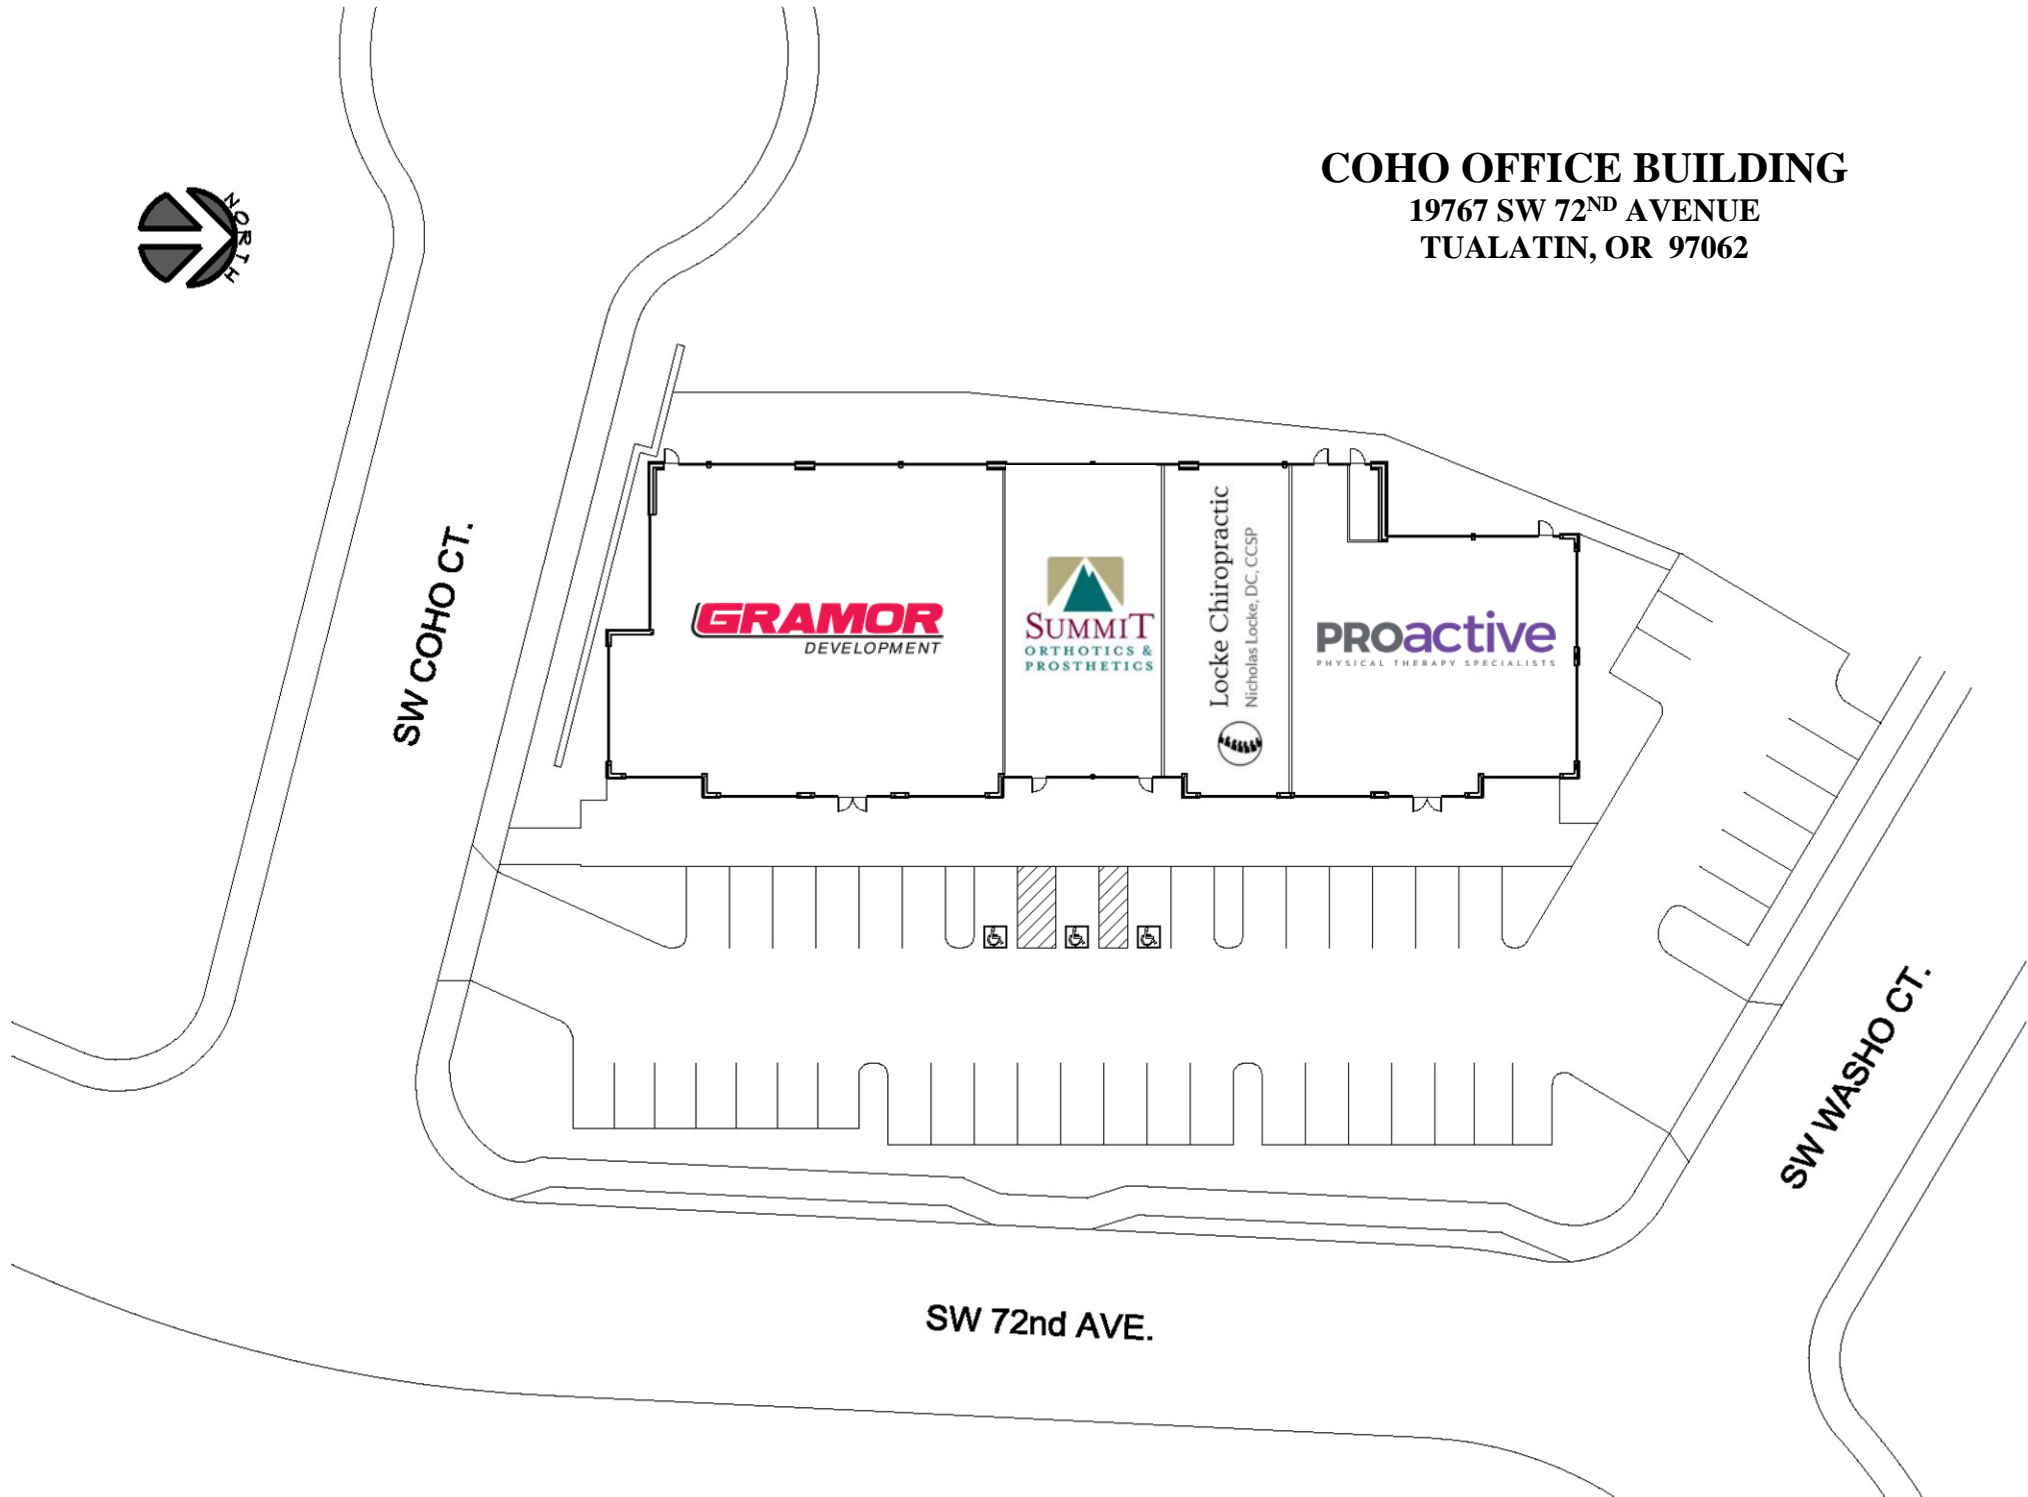 COHO OFFICE BUILDING
19767 SW 72ND AVENUE
TUALATIN, OR 97062
NORTH
SW COHO CT.
GRAMOR
DEVELOPMENT
SUMMIT
ORTHOTICS &
PROSTHETICS
Locke Chiropractic
Nicholas Locke, DC, CCSP
PROactive
PHYSICAL THERAPY SPECIALISTS
SW WASHO CT.
SW 72nd AVE.